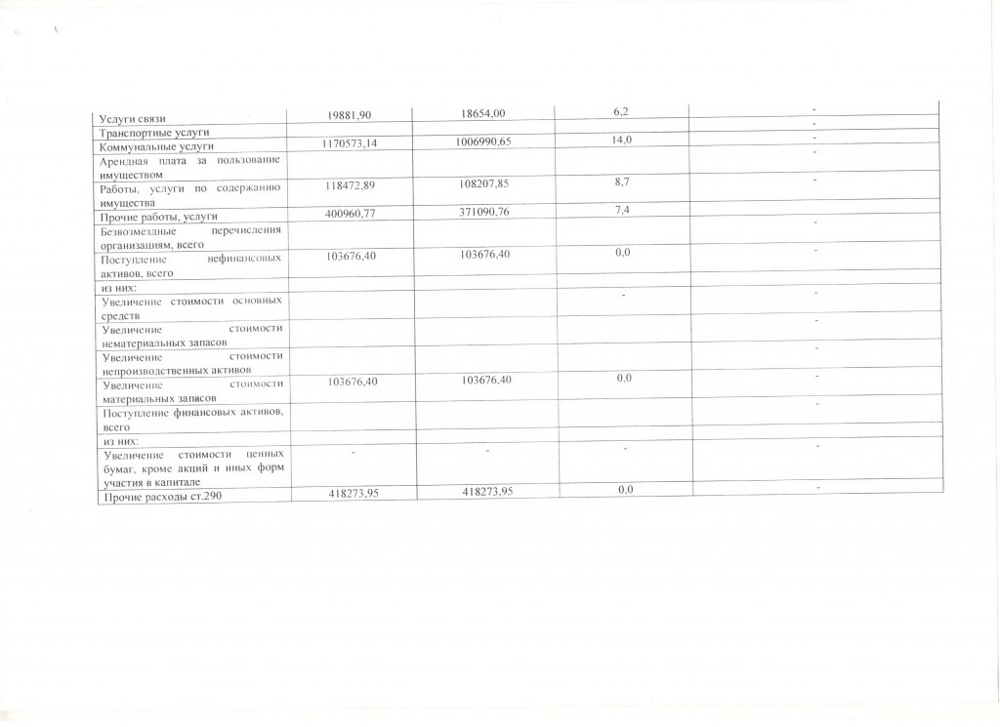 Услуги связи 19881,90 18654,00 6,2 -
Транспортные услуги -
Коммунальные услуги 1170573,14 1006990,65 14,0 -
Арендная плата за пользование -
имуществом
Работы, услуги по содержанию 118472,89 108207,85 8,7 -
имущества
Прочие работы, услуги 400960,77 371090,76 7,4 -
Безвозмездные перечисления -
организациям, всего
Поступление нефинансовых 103676,40 103676,40 0,0 -
активов, всего
из них:
Увеличение стоимости основных - -
средств
Увеличение стоимости -
нематериальных запасов
Увеличение стоимости -
непроизводственных активов
Увеличение стоимости 103676,40 103676,40 0,0 -
материальных запасов
Поступление финансовых активов, -
всего
из них:
Увеличение стоимости ценных - - - -
бумаг, кроме акций и иных форм
участия в капитале
Прочие расходы ст.290 418273,95 418273,95 0,0 -